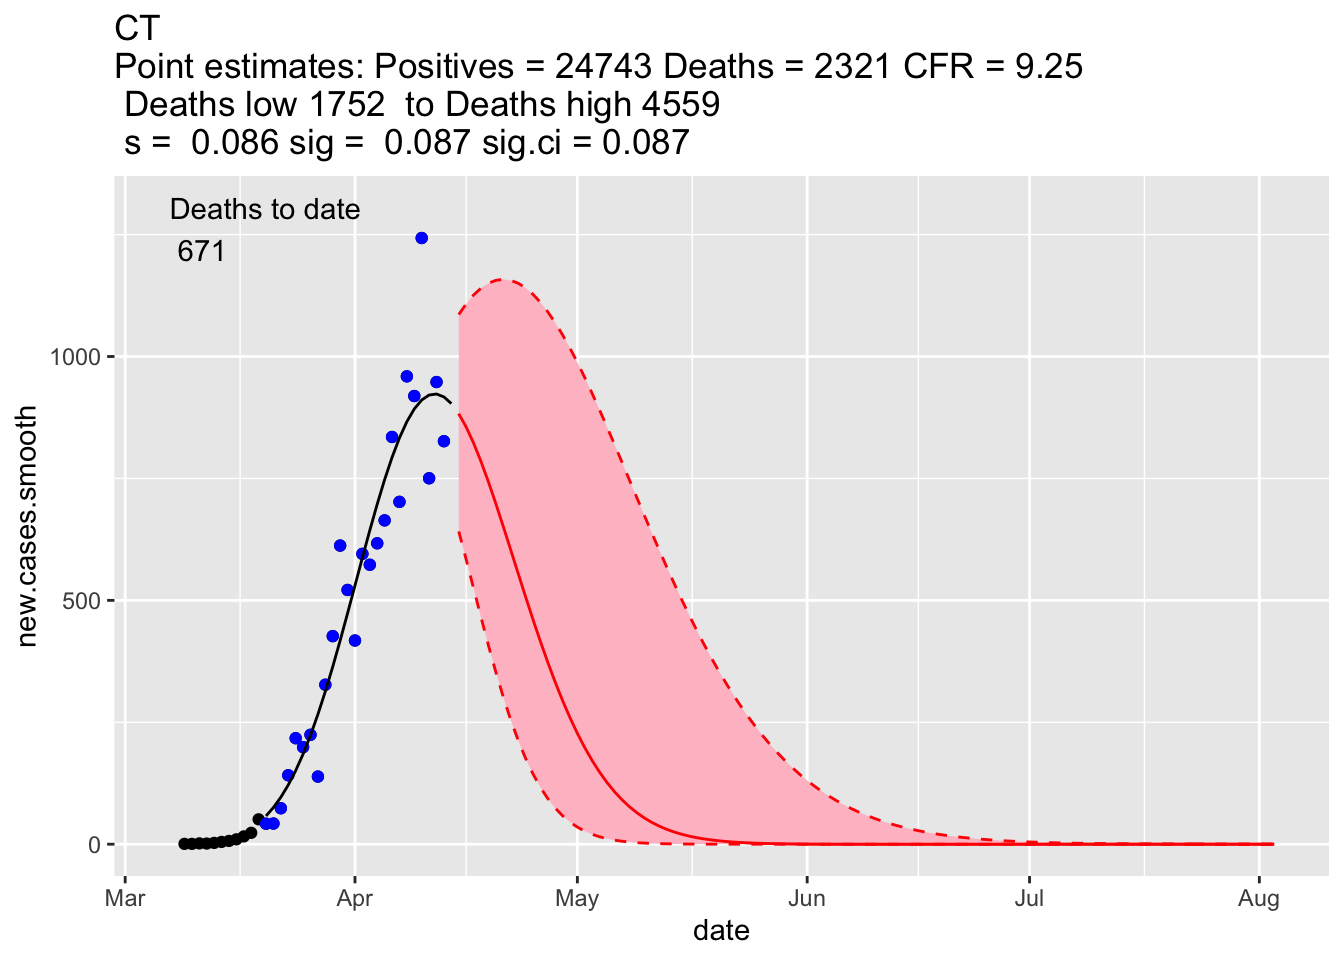 CT
Point estimates: Positives = 24743 Deaths = 2321 CFR = 9.25
Deaths low 1752  to Deaths high 4559
s =  0.086 sig =  0.087 sig.ci = 0.087
Deaths to date
671
new.cases.smooth
1000
500
0
Mar
Apr
May
Jun
Jul
Aug
date